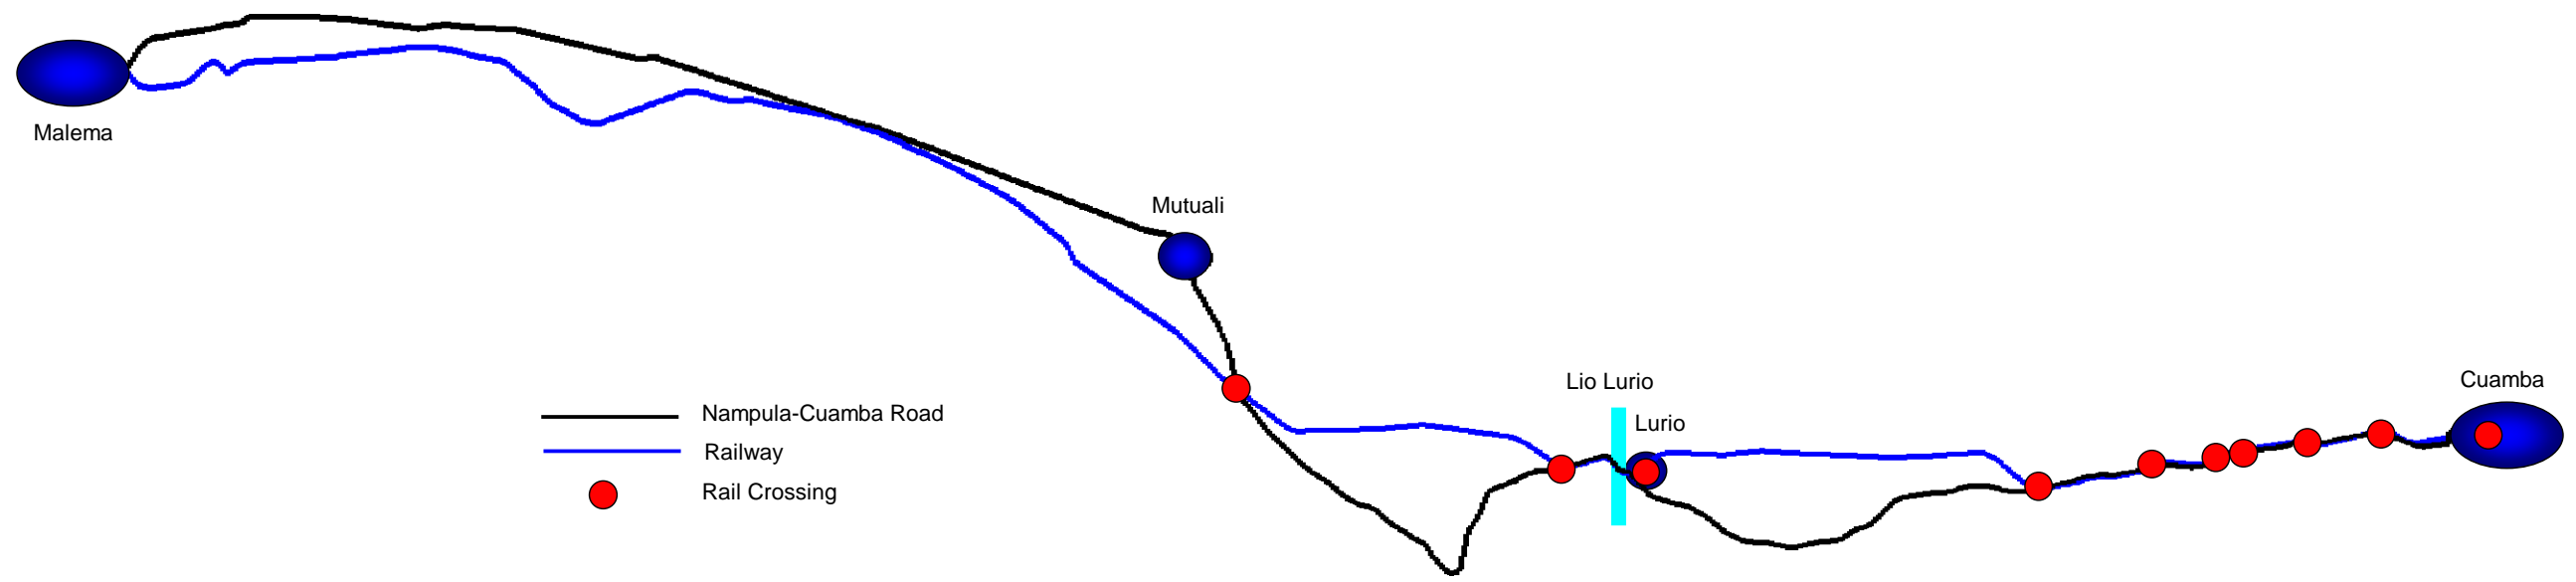 Malema
Mutuali
Lio Lurio
Lurio
Cuamba
Nampula-Cuamba Road
Railway
Rail Crossing